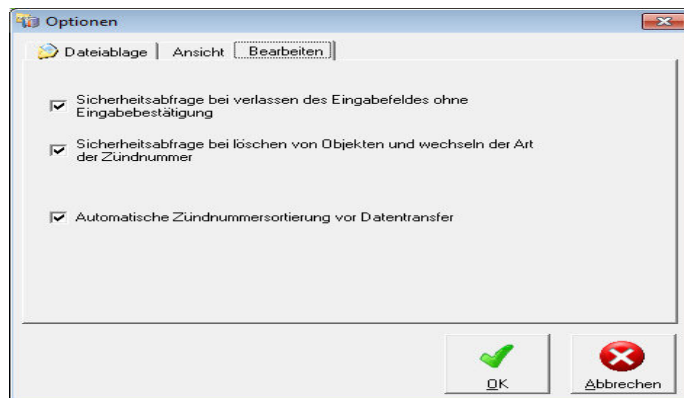 Optionen
Dateiablage
Ansicht
Bearbeiten
Sicherheitsabfrage bei verlassen des Eingabefeldes ohne
Eingabebestätigung
Sicherheitsabfrage bei löschen von Objekten und wechseln der Art
der Zündnummer
Automatische Zündnummersortierung vor Datentransfer
OK
Abbrechen